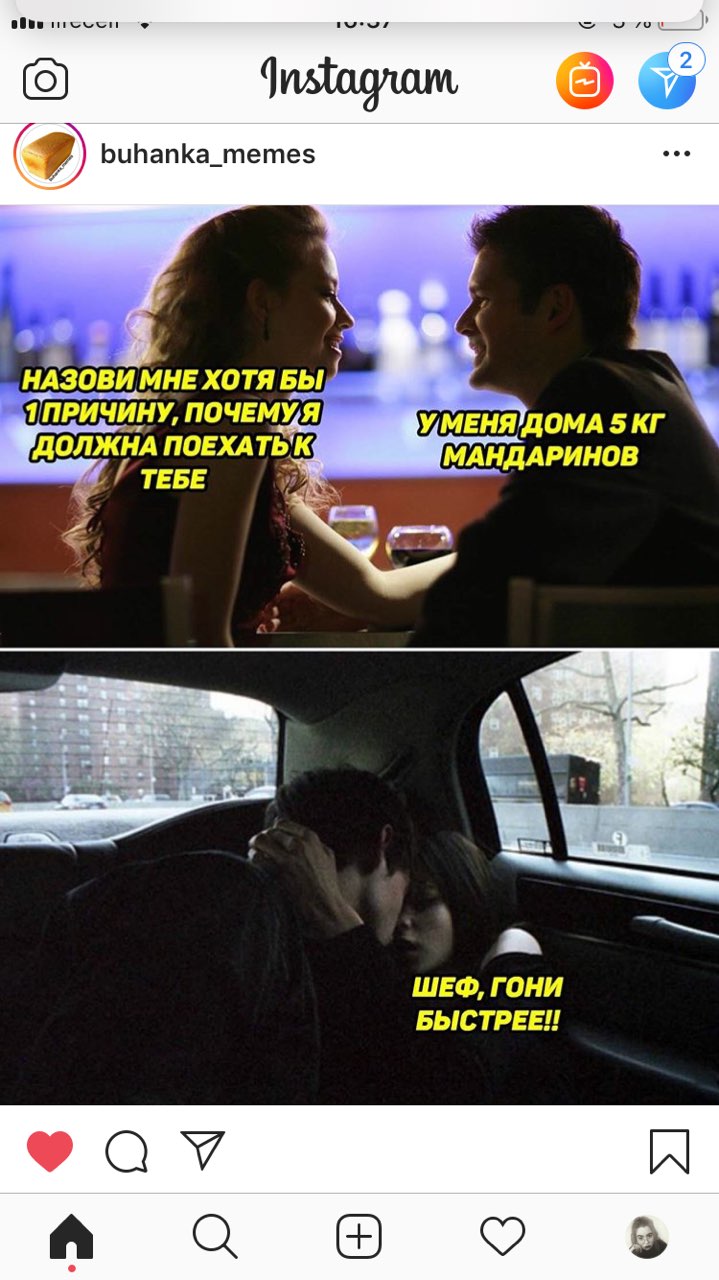 Instagram
2
buhanka_memes
НАЗОВИ МНЕ ХОТЯ БЫ
1 ПРИЧИНУ, ПОЧЕМУ Я
ДОЛЖНА ПОЕХАТЬ К
ТЕБЕ
У МЕНЯ ДОМА 5 КГ
МАНДАРИНОВ
ШЕФ, ГОНИ
БЫСТРЕЕ!!